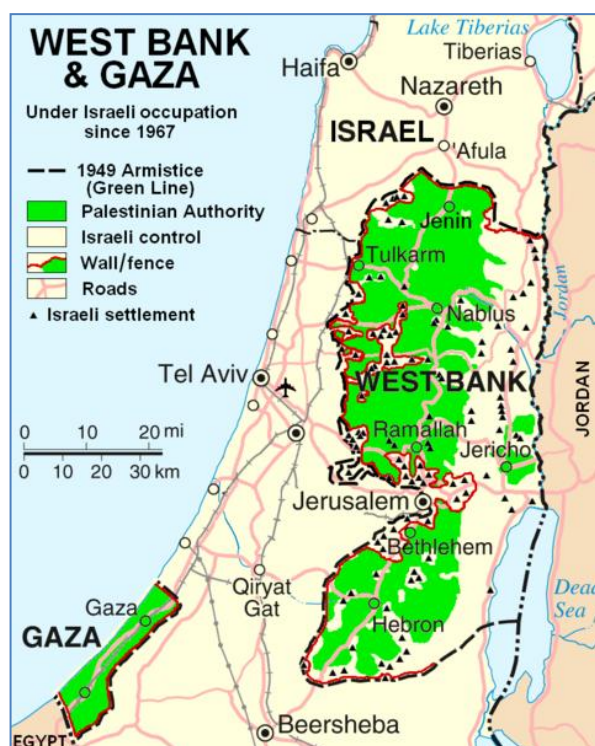 WEST BANK
& GAZA
Under Israeli occupation
since 1967
1949 Armistice
(Green Line)
Palestinian Authority
Israeli control
Wall/fence
Roads
Israeli settlement
Lake Tiberias
Tiberias
Haifa
Nazareth
ISRAEL
'Afula
Jenin
Tulkarm
Nablus
Jordan
Tel Aviv
WEST BANK
JORDAN
0 10 20 mi
0 10 20 30 km
Ramallah
Jericho
Jerusalem
Bethlehem
Qiryat
Gat
Dead
Sea
Gaza
GAZA
Hebron
Beersheba
EGYPT